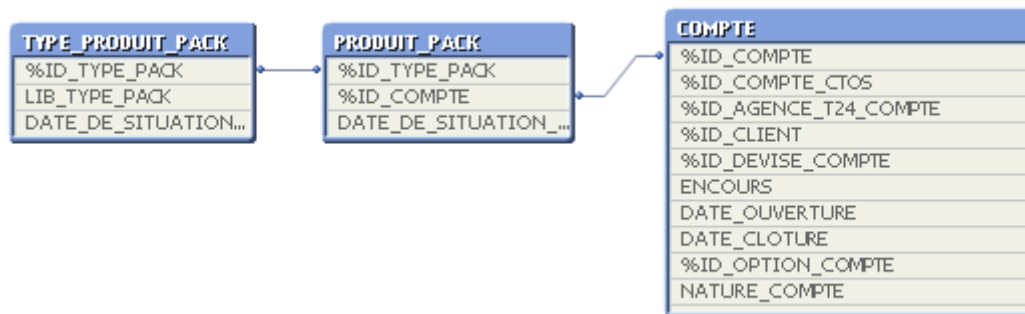 TYPE_PRODUIT_PACK
%ID_TYPE_PACK
LIB_TYPE_PACK
DATE_DE_SITUATION...
PRODUIT_PACK
%ID_TYPE_PACK
%ID_COMPTE
DATE_DE_SITUATION_...
COMPTE
%ID_COMPTE
%ID_COMPTE_CTOS
%ID_AGENCE_T24_COMPTE
%ID_CLIENT
%ID_DEVISE_COMPTE
ENCOURS
DATE_OUVERTURE
DATE_CLOTURE
%ID_OPTION_COMPTE
NATURE_COMPTE